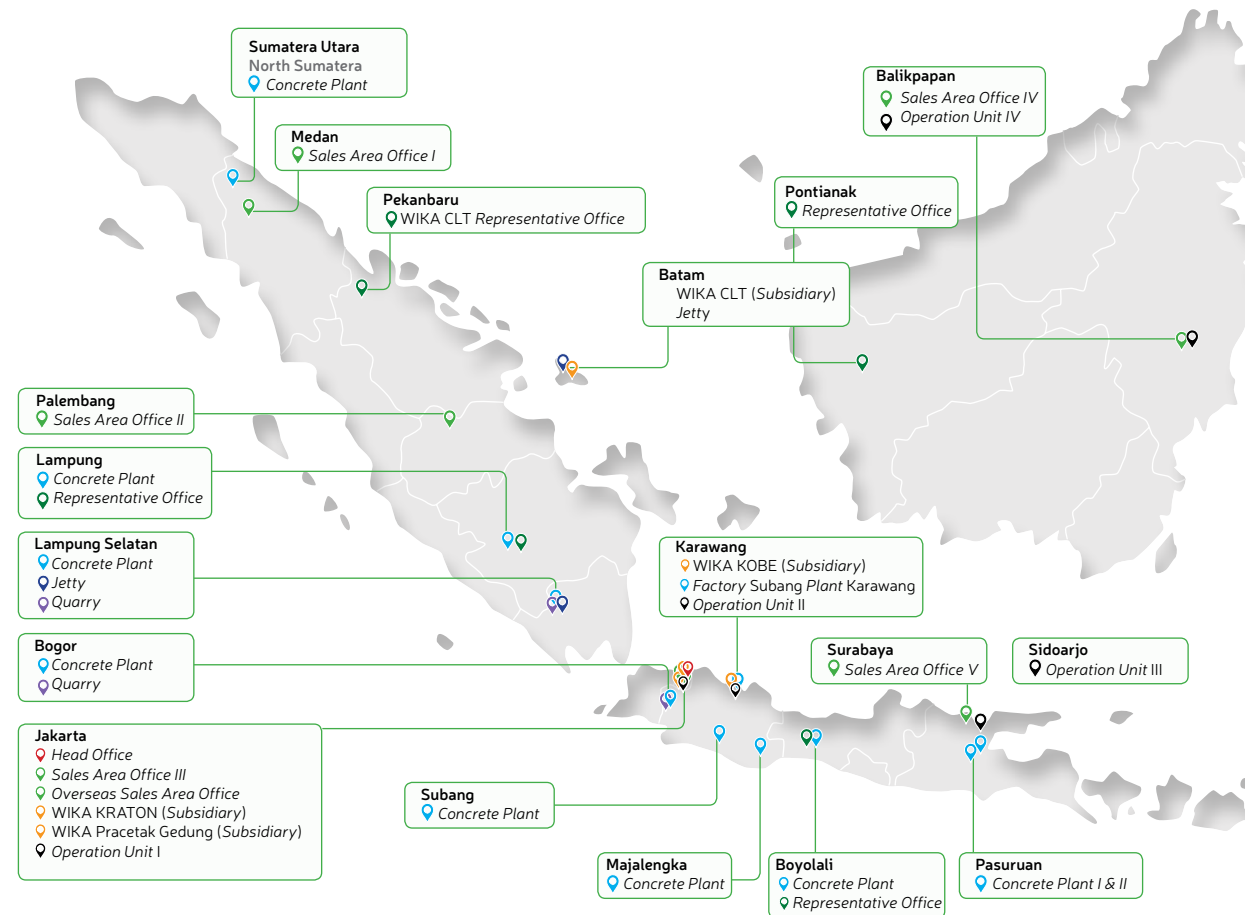 Sumatera Utara
North Sumatera
Concrete Plant
Medan
Sales Area Office I
Pekanbaru
WIKA CLT Representative Office
Balikpapan
Sales Area Office IV
Operation Unit IV
Pontianak
Representative Office
Batam
WIKA CLT (Subsidiary)
Jetty
Palembang
Sales Area Office II
Lampung
Concrete Plant
Representative Office
Lampung Selatan
Concrete Plant
Jetty
Quarry
Bogor
Concrete Plant
Quarry
Karawang
WIKA KOBE (Subsidiary)
Factory Subang Plant Karawang
Operation Unit II
Surabaya
Sales Area Office V
Sidoarjo
Operation Unit III
Jakarta
Head Office
Sales Area Office III
Overseas Sales Area Office
WIKA KRATON (Subsidiary)
WIKA Pracetak Gedung (Subsidiary)
Operation Unit I
Subang
Concrete Plant
Majalengka
Concrete Plant
Boyolali
Concrete Plant
Representative Office
Pasuruan
Concrete Plant I & II